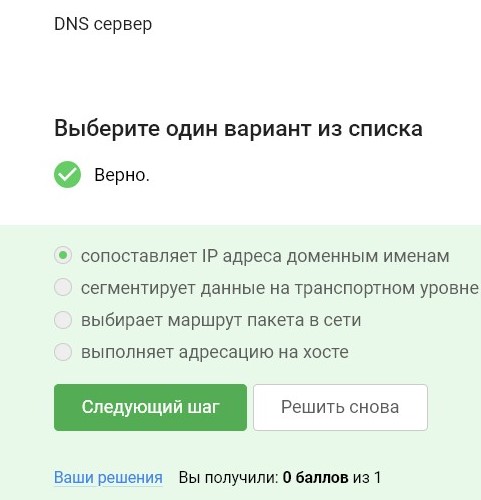 DNS сервер
Выберите один вариант из списка
Верно.
сопоставляет IP адреса доменным именам
сегментирует данные на транспортном уровне
выбирает маршрут пакета в сети
выполняет адресацию на хосте
Следующий шаг Решить снова
Ваши решения Вы получили: 0 баллов из 1